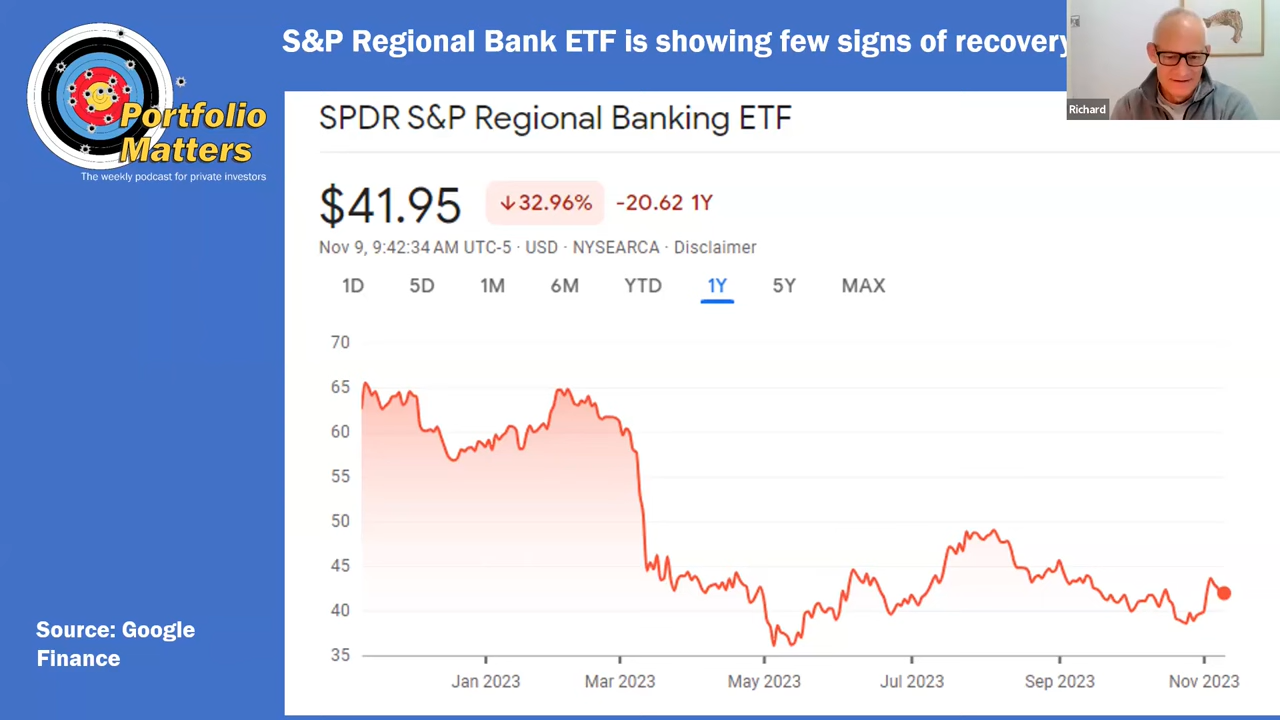 S&P Regional Bank ETF is showing few signs of recovery
Richard
Portfolio
Matters
The weekly podcast for private investors
SPDR S&P Regional Banking ETF
$41.95 ↓32.96% -20.62 1Y
Nov 9, 9:42:34 AM UTC-5 · USD · NYSEARCA · Disclaimer
1D 5D 1M 6M YTD 1Y 5Y MAX
70
65
60
55
50
45
40
35
Jan 2023 Mar 2023 May 2023 Jul 2023 Sep 2023 Nov 2023
Source: Google
Finance